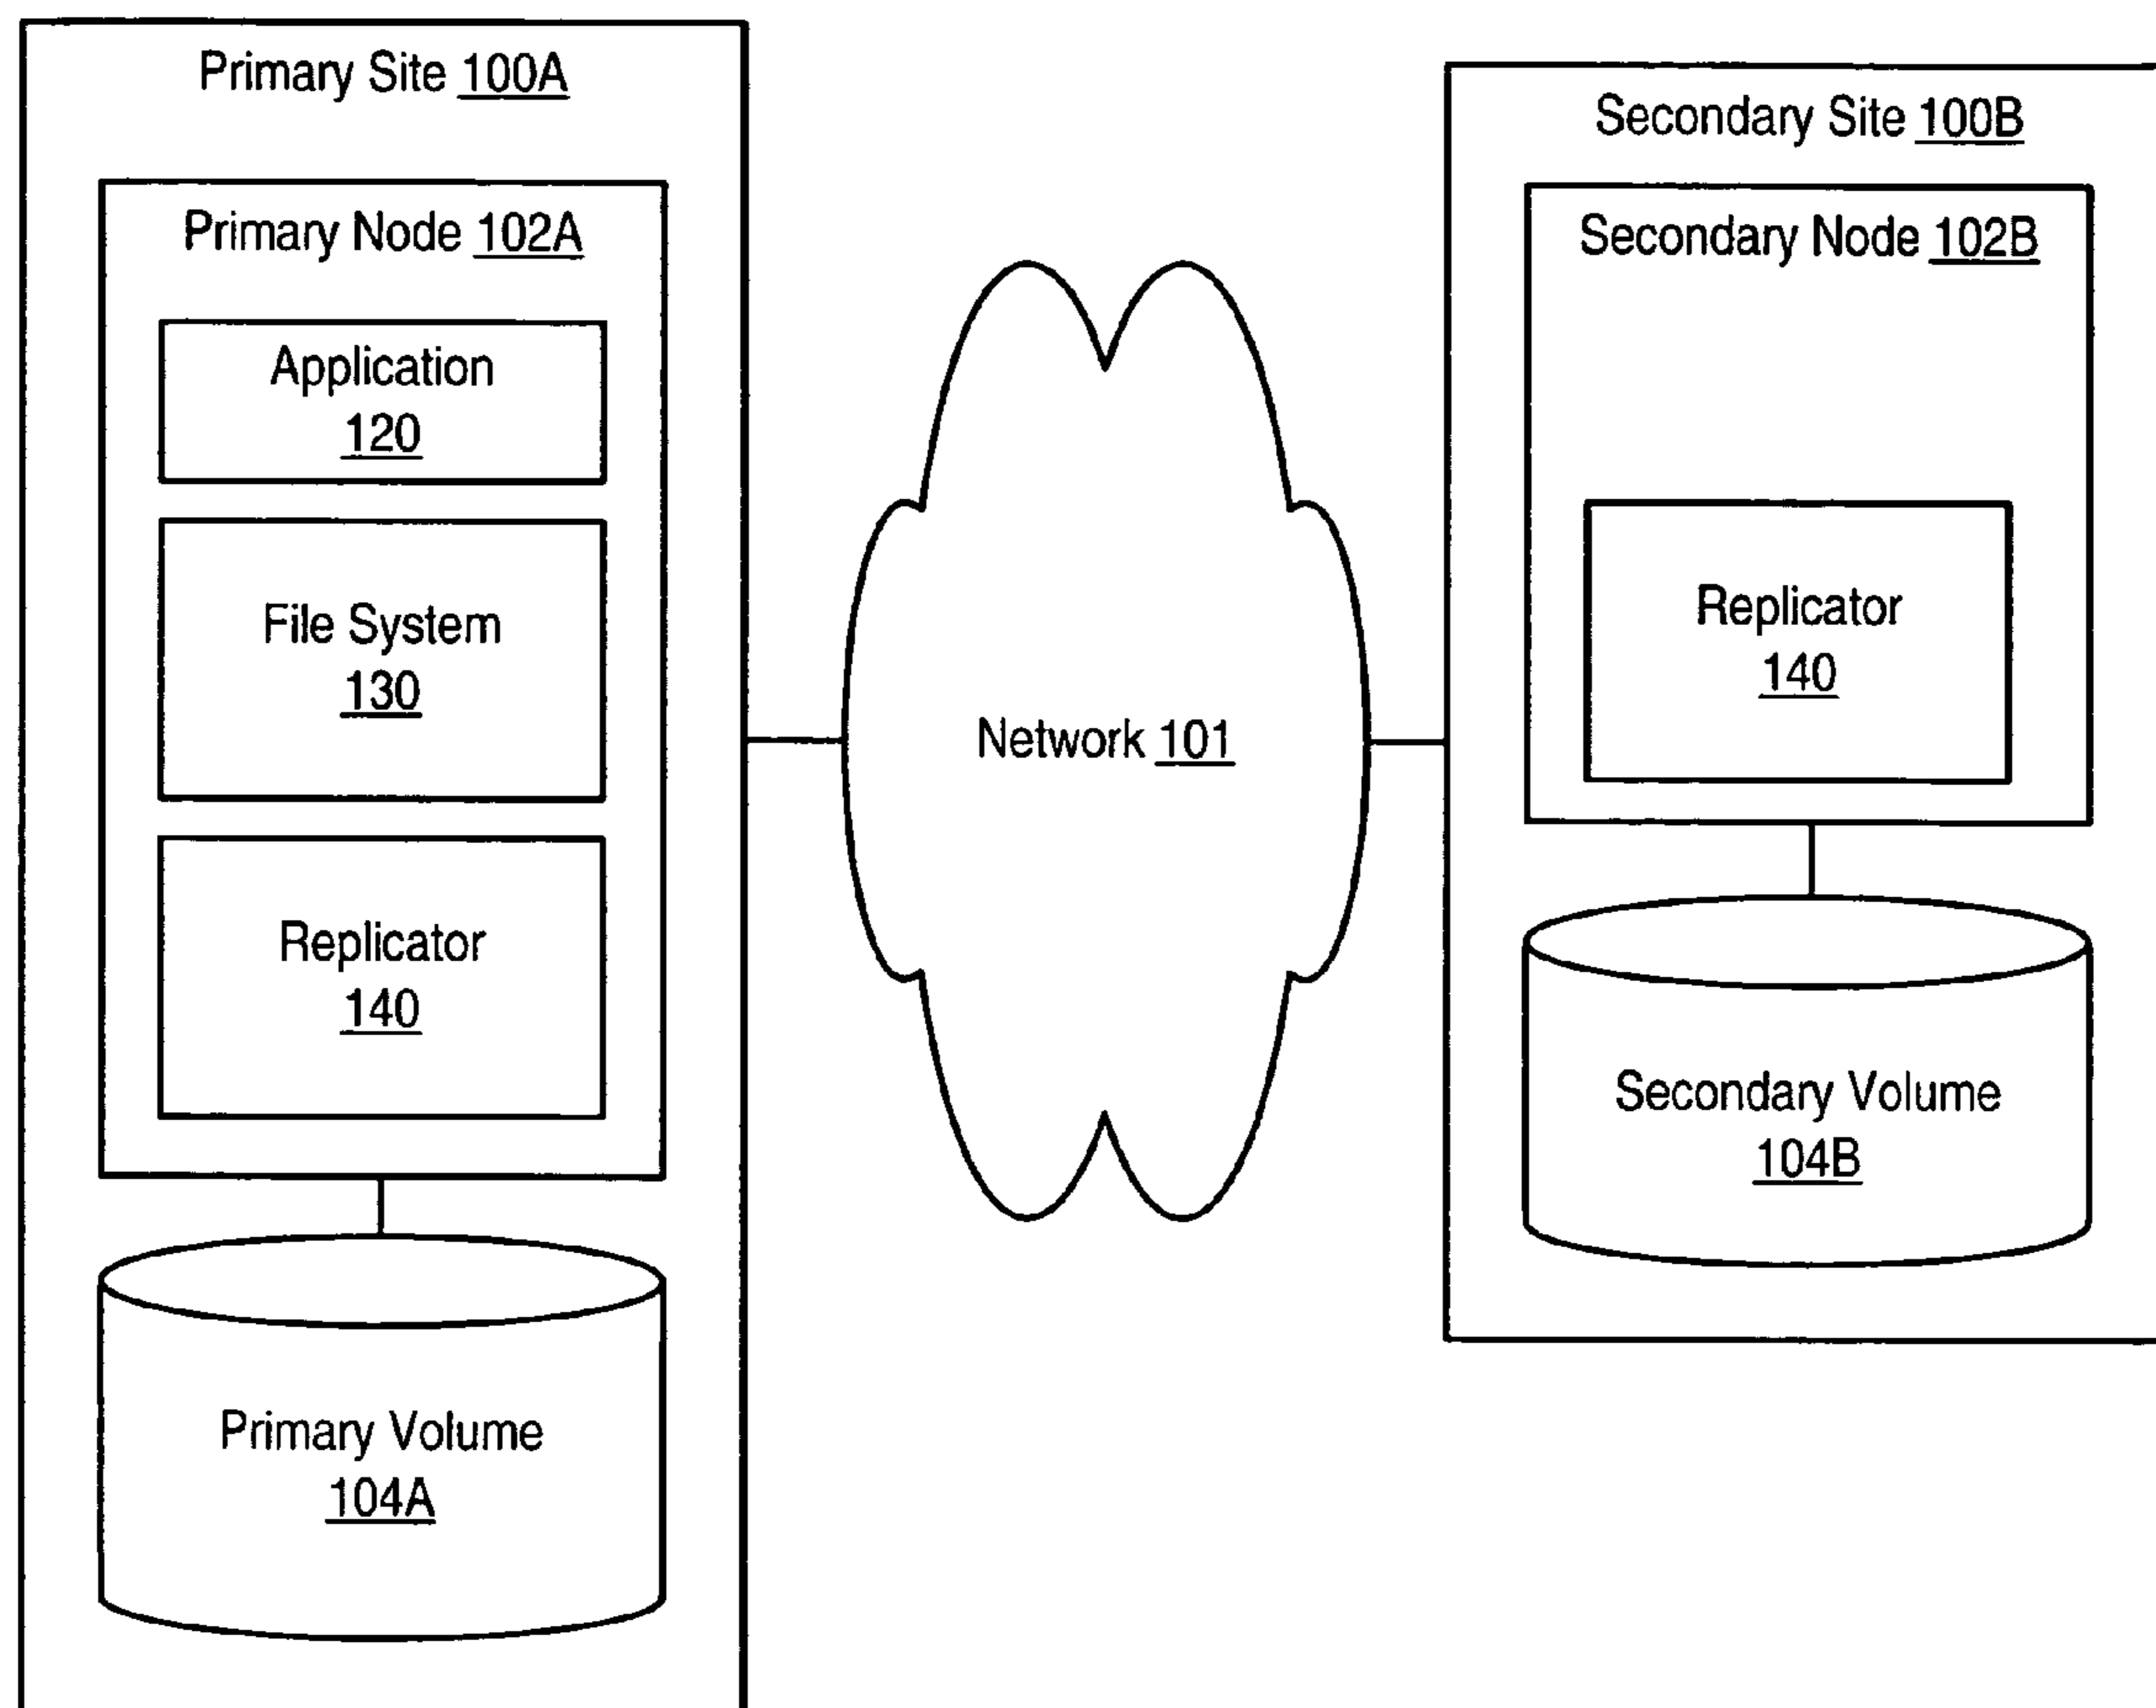 Primary Site 100A
Primary Node 102A
Application
120
File System
130
Replicator
140
Primary Volume
104A
Network 101
Secondary Site 100B
Secondary Node 102B
Replicator
140
Secondary Volume
104B